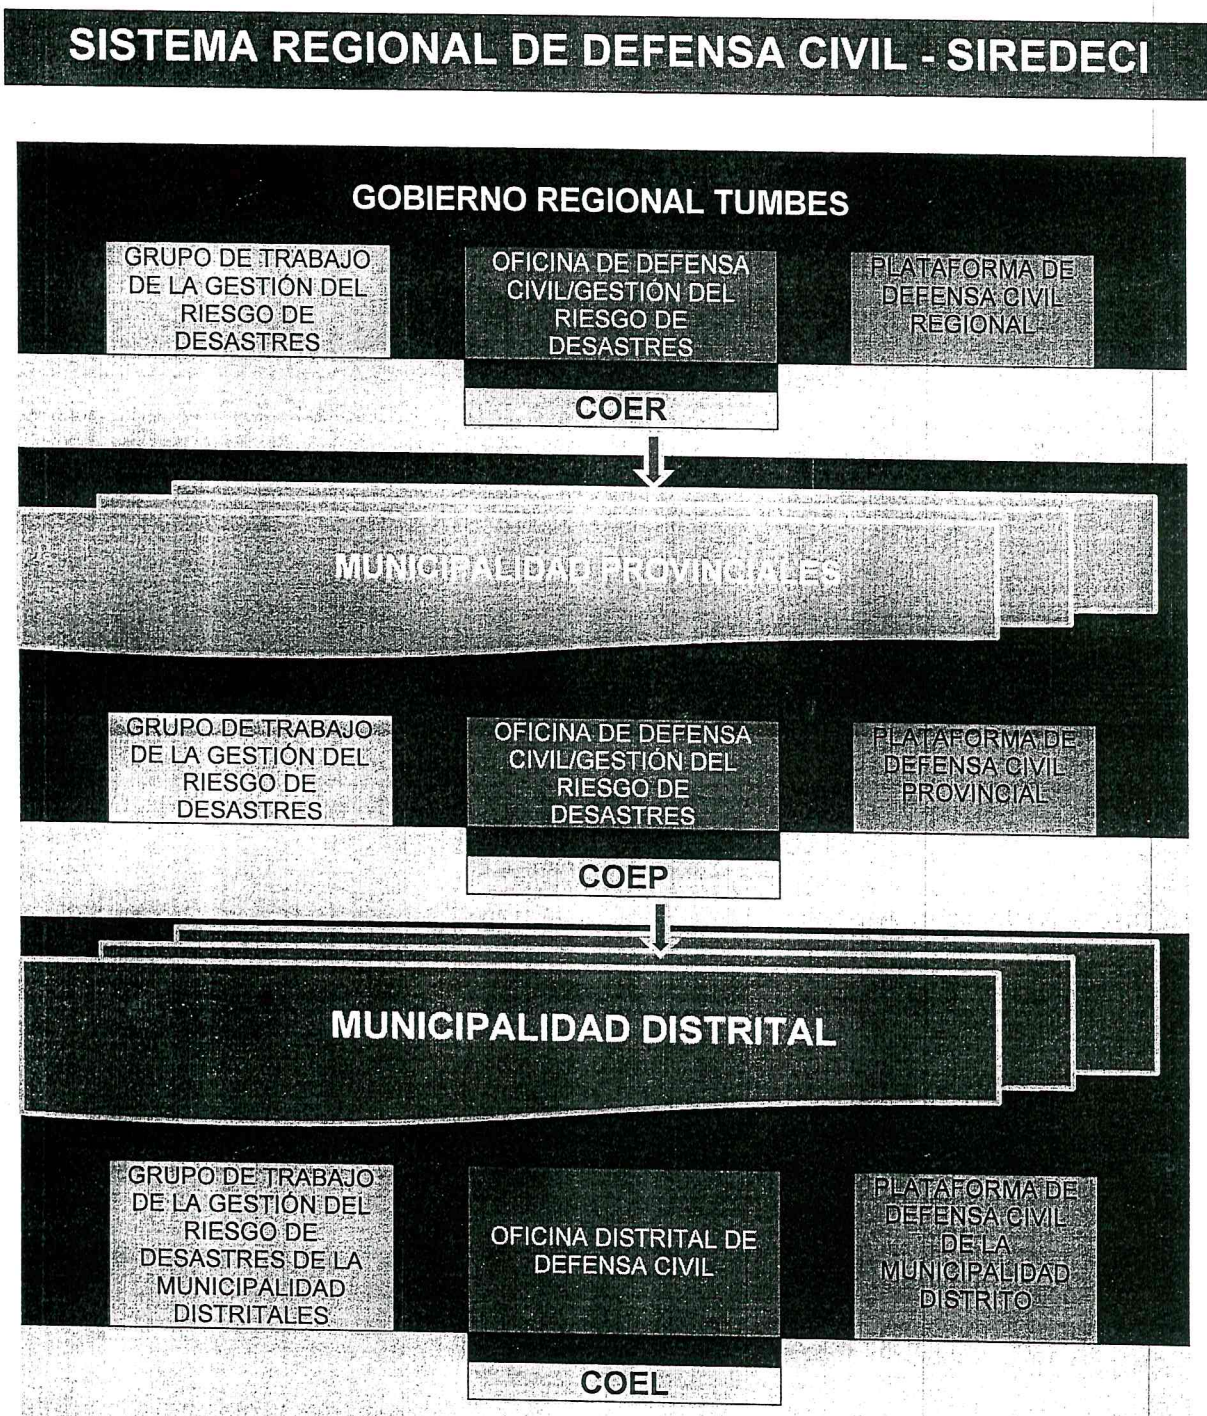 SISTEMA REGIONAL DE DEFENSA CIVIL - SIREDECI
GOBIERNO REGIONAL TUMBES
GRUPO DE TRABAJO
DE LA GESTIÓN DEL
RIESGO DE
DESASTRES
OFICINA DE DEFENSA
CIVIL/GESTIÓN DEL
RIESGO DE
DESASTRES
PLATAFORMA DE
DEFENSA CIVIL
REGIONAL
COER
MUNICIPALIDAD PROVINCIALES
GRUPO DE TRABAJO
DE LA GESTIÓN DEL
RIESGO DE
DESASTRES
OFICINA DE DEFENSA
CIVIL/GESTIÓN DEL
RIESGO DE
DESASTRES
PLATAFORMA DE
DEFENSA CIVIL
PROVINCIAL
COEP
MUNICIPALIDAD DISTRITAL
GRUPO DE TRABAJO
DE LA GESTIÓN DEL
RIESGO DE
DESASTRES DE LA
MUNICIPALIDAD
DISTRITALES
OFICINA DISTRITAL DE
DEFENSA CIVIL
PLATAFORMA DE
DEFENSA CIVIL
DE LA
MUNICIPALIDAD
DISTRITO
COEL